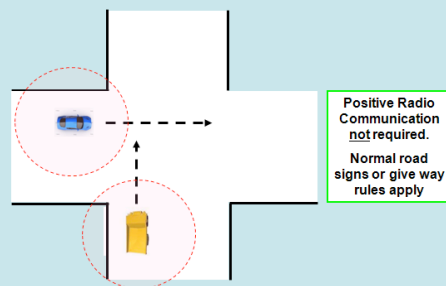 Positive Radio
Communication
not required.
Normal road
signs or give way
rules apply